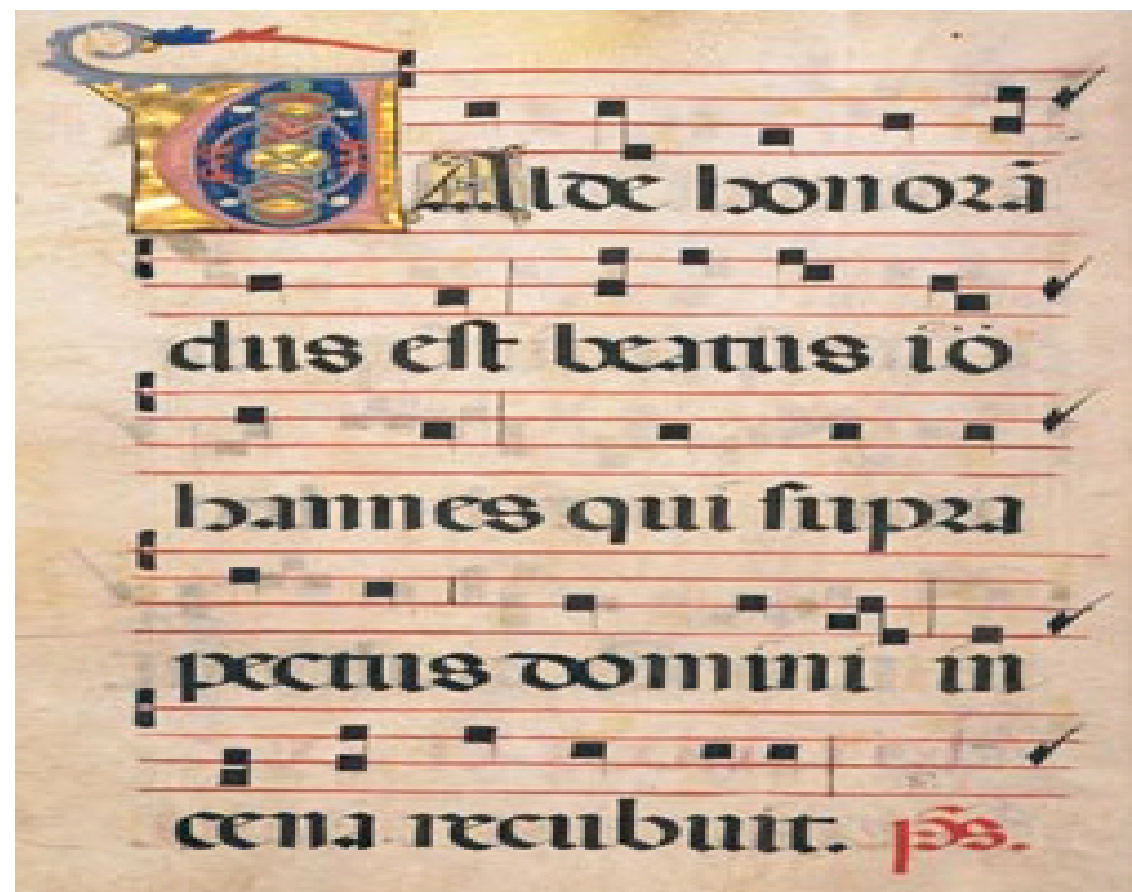 VAlde honorā
dus est beatus iō
hannes qui supra
pectus domini in
cena recubuit. ps̄.